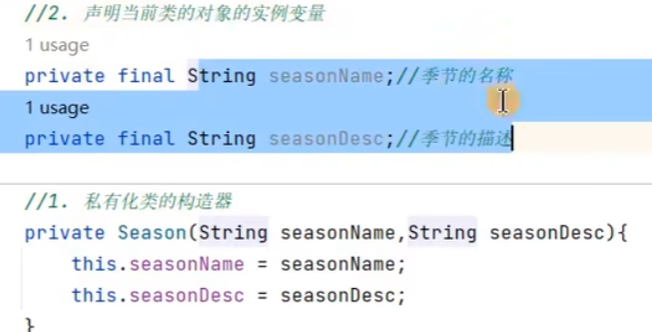 //2. 声明当前类的对象的实例变量
1 usage
private final String seasonName;//季节的名称
1 usage
private final String seasonDesc;//季节的描述
//1. 私有化类的构造器
private Season(String seasonName,String seasonDesc){
    this.seasonName = seasonName;
    this.seasonDesc = seasonDesc;
}